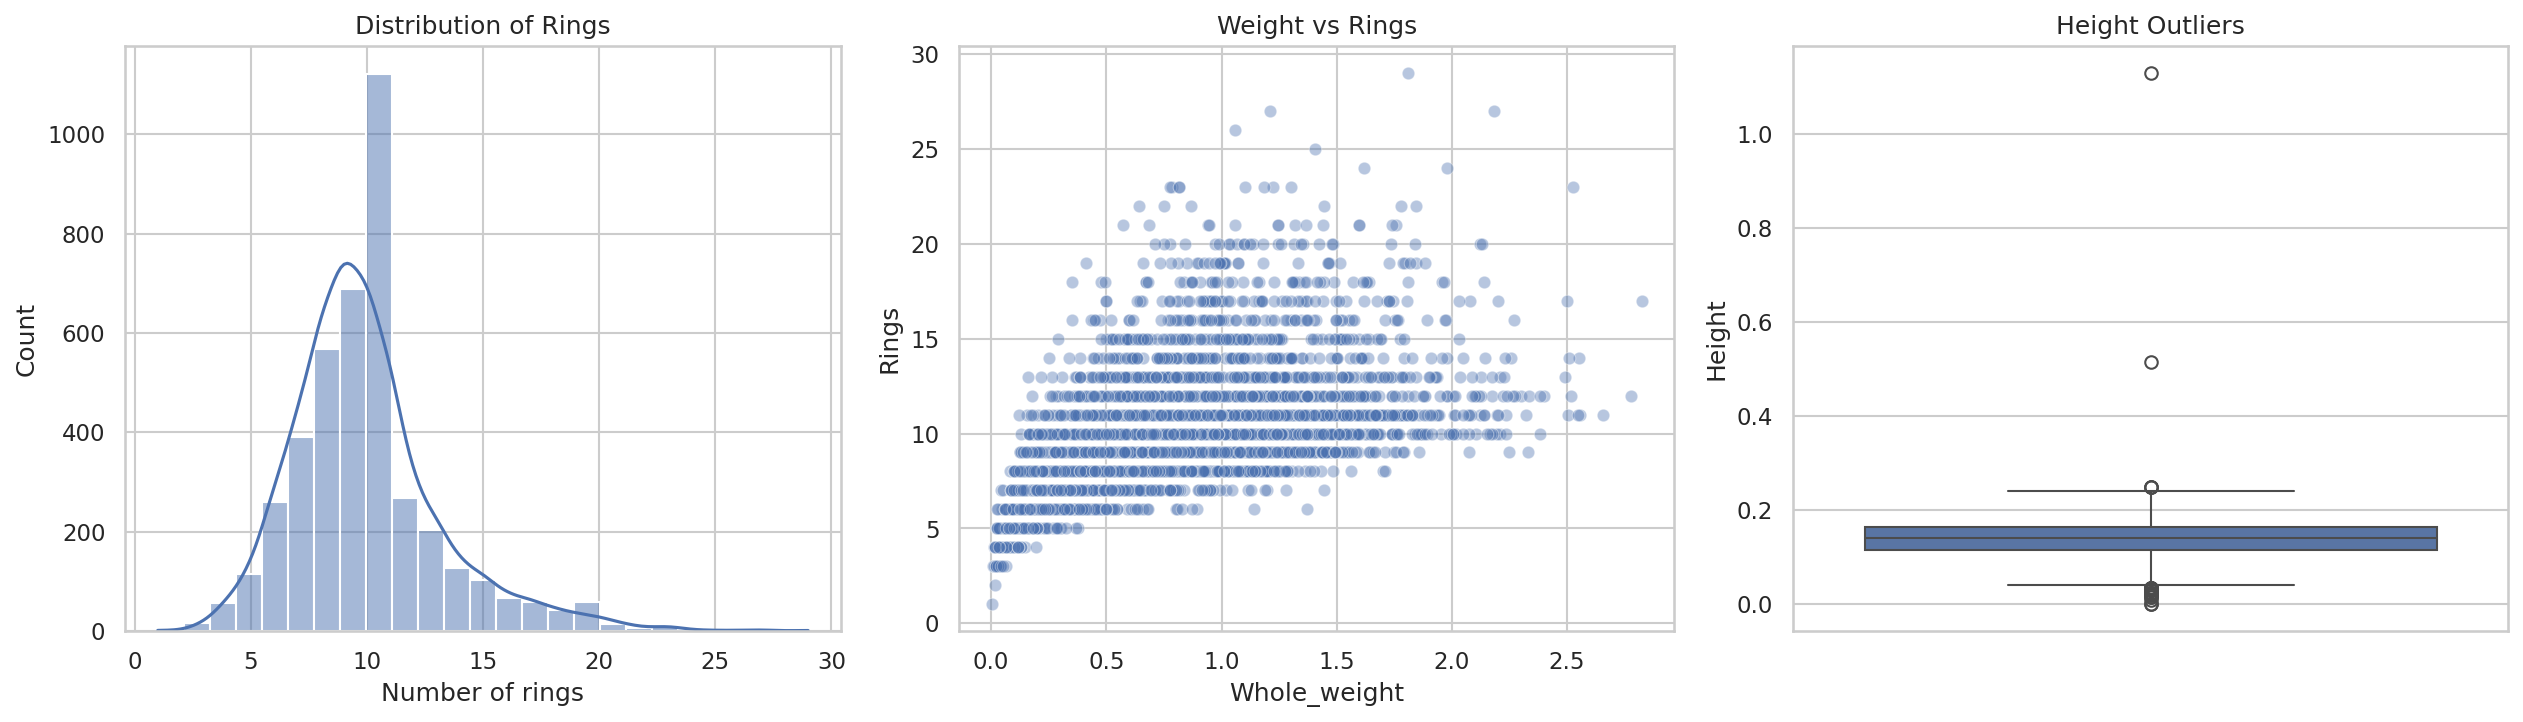 Distribution of Rings
Count
1000
800
600
400
200
0
0 5 10 15 20 25 30
Number of rings
Weight vs Rings
Rings
30
25
20
15
10
5
0
0.0 0.5 1.0 1.5 2.0 2.5
Whole_weight
Height Outliers
Height
1.0
0.8
0.6
0.4
0.2
0.0